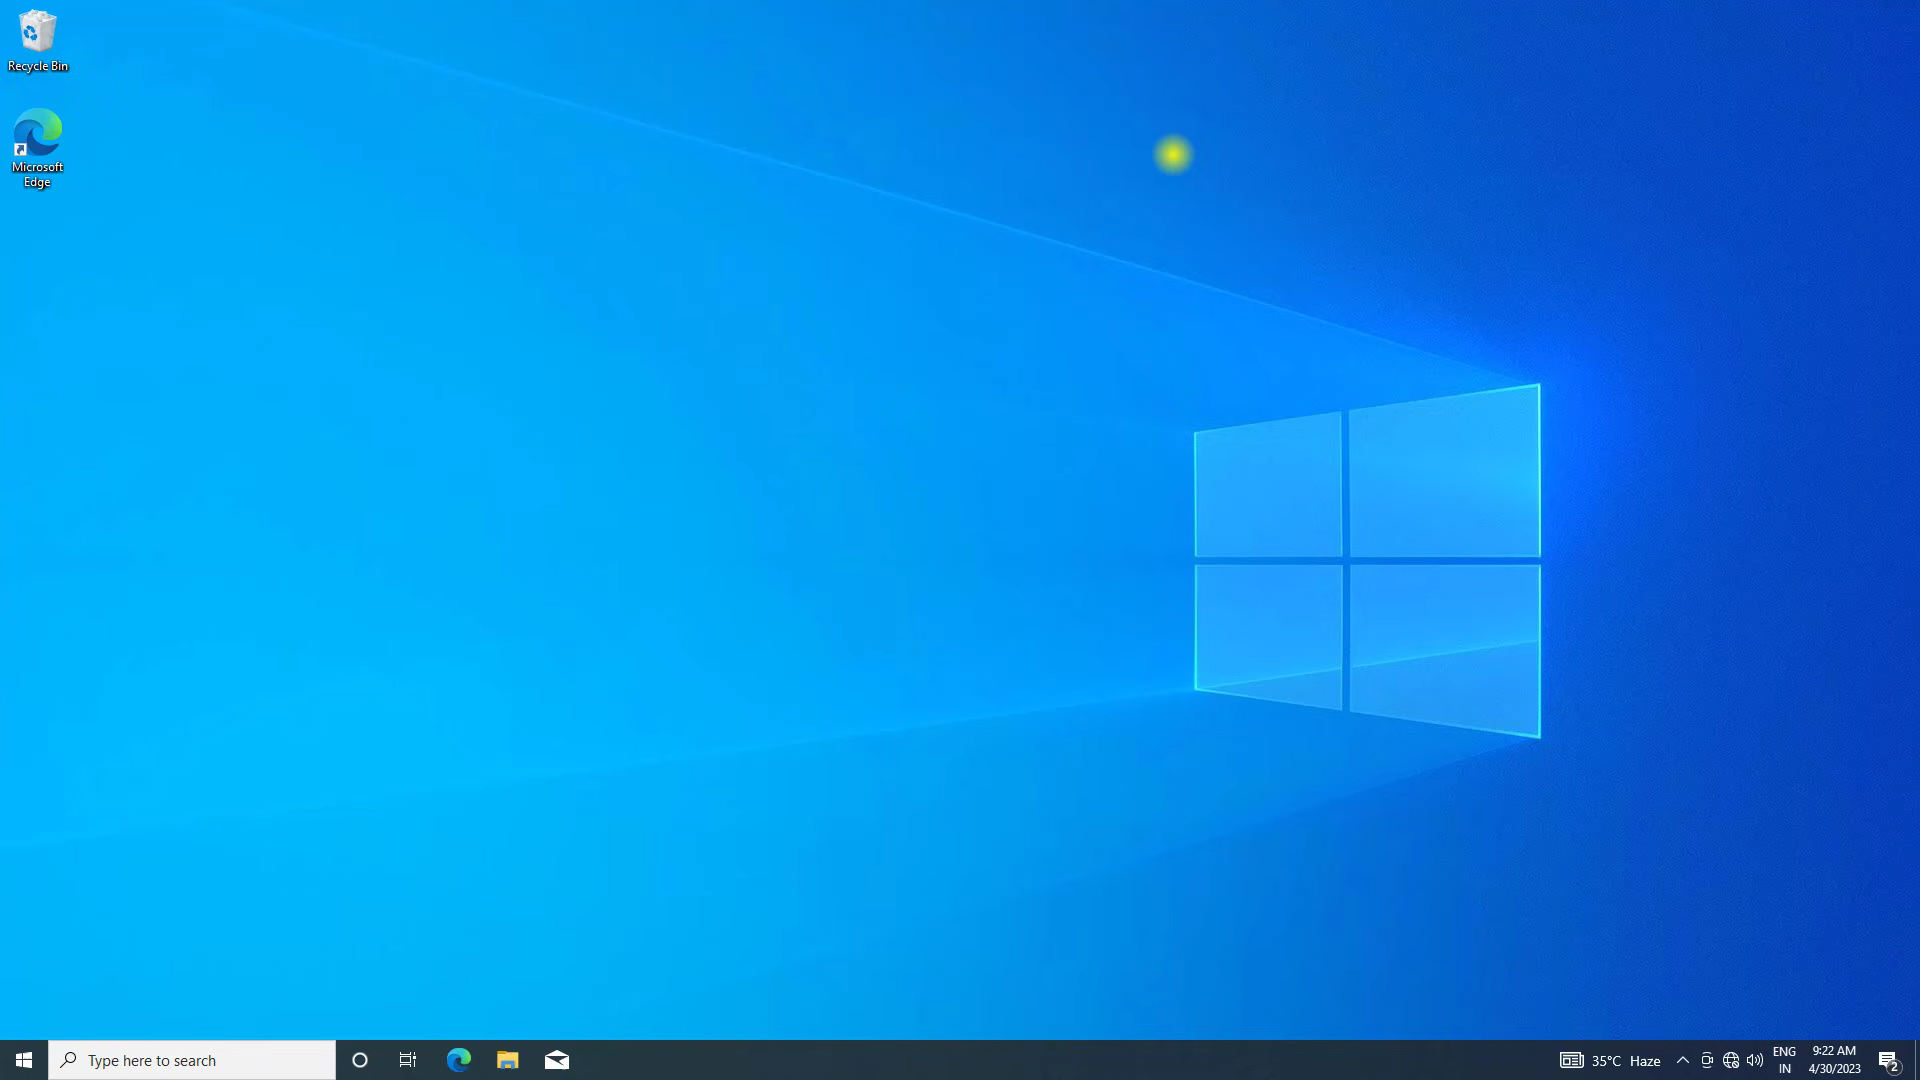 Recycle Bin
Microsoft
Edge
Type here to search
35°C Haze
ENG
IN
9:22 AM
4/30/2023
2